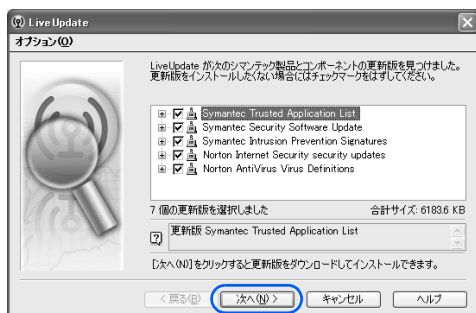 LiveUpdate
オプション(O)
LiveUpdate が次のシマンテック製品とコンポーネントの更新版を見つけました。
更新版をインストールしたくない場合にはチェックマークをはずしてください。
Symantec Trusted Application List
Symantec Security Software Update
Symantec Intrusion Prevention Signatures
Norton Internet Security security updates
Norton AntiVirus Virus Definitions
7 個の更新版を選択しました 合計サイズ: 6183.6 KB
更新版 Symantec Trusted Application List
[次へ(N)]をクリックすると更新版をダウンロードしてインストールできます。
< 戻る(B) 次へ(N) > キャンセル ヘルプ